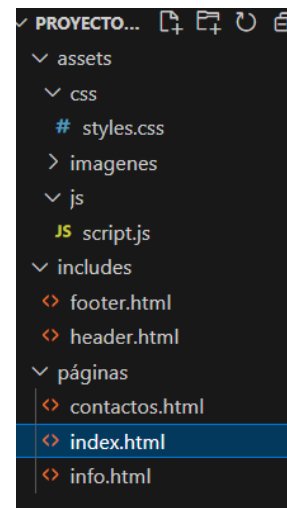 PROYECTO...
assets
css
# styles.css
imagenes
js
JS script.js
includes
<> footer.html
<> header.html
páginas
<> contactos.html
<> index.html
<> info.html